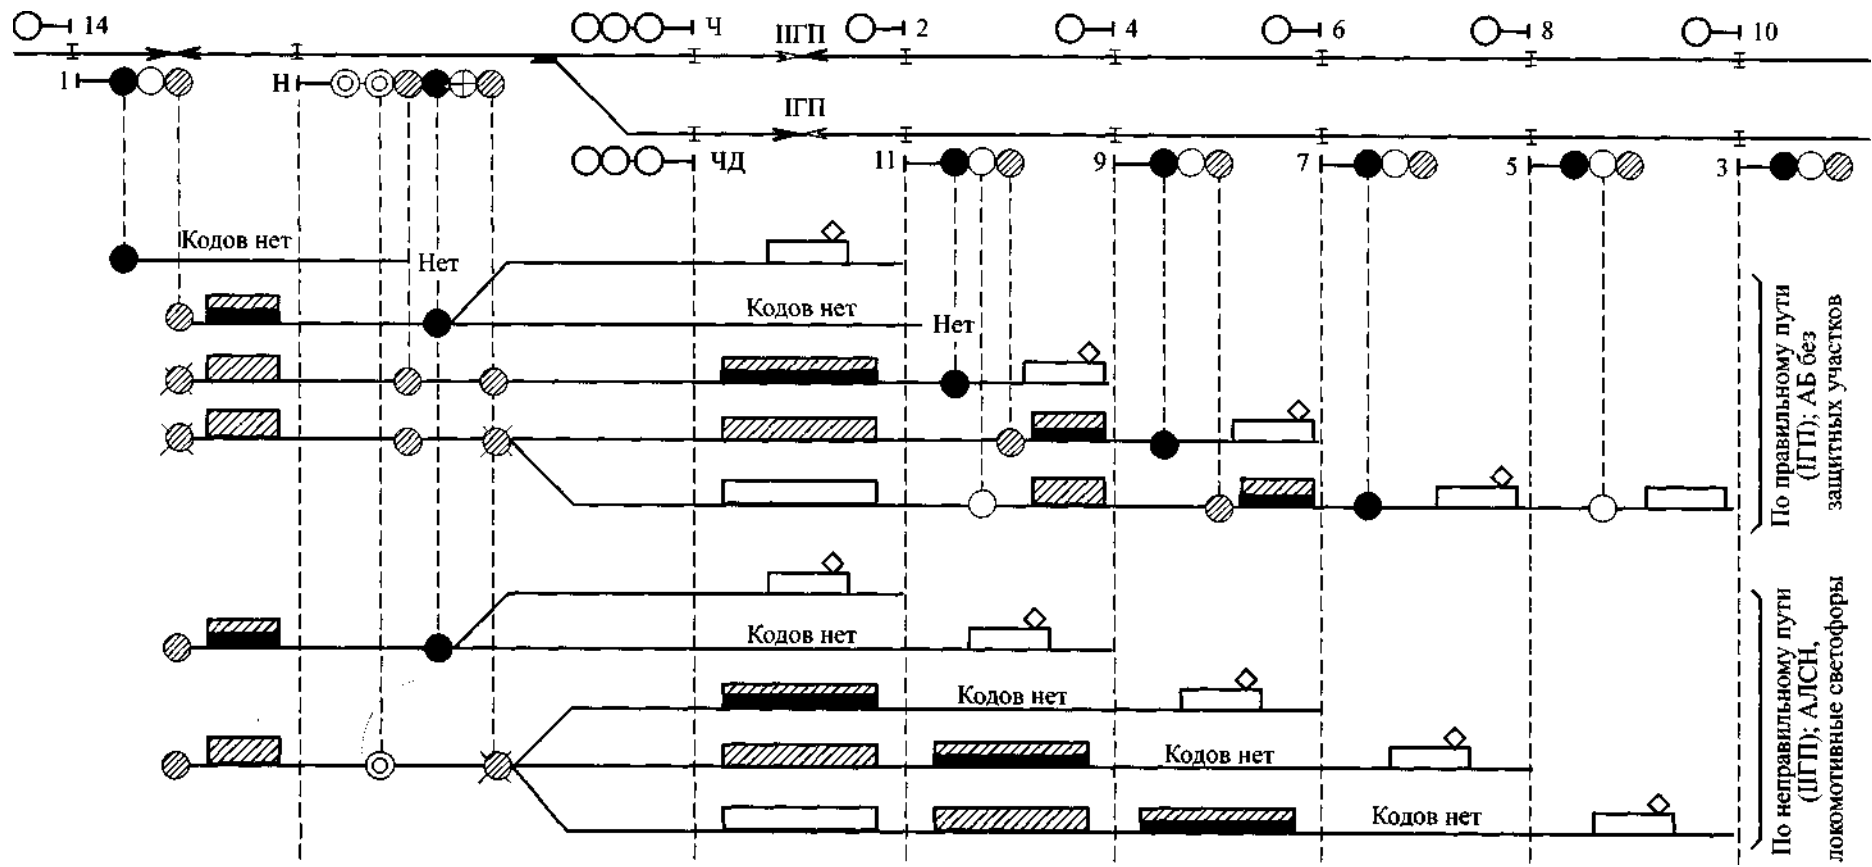 14 Ч 2 4 6 8 10
IIГП
1 Н
IГП
ЧД 11 9 7 5 3
Кодов нет
Нет
Кодов нет
Нет
По правильному пути
(IГП); АБ без
защитных участков
Кодов нет
Кодов нет
Кодов нет
Кодов нет
По неправильному пути
(IIГП); АЛСН,
локомотивные светофоры